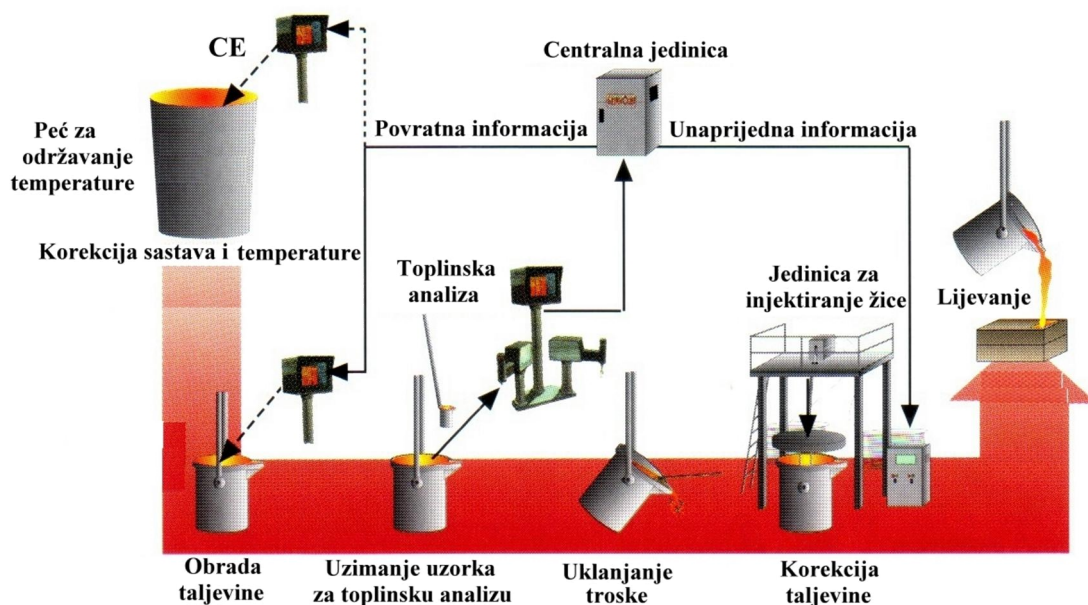 CE
Centralna jedinica
Peć za
održavanje
temperature
Povratna informacija
Unaprijedna informacija
Korekcija sastava i temperature
Toplinska
analiza
Jedinica za
injektiranje žice
Lijevanje
Obrada
taljevine
Uzimanje uzorka
za toplinsku analizu
Uklanjanje
troske
Korekcija
taljevine